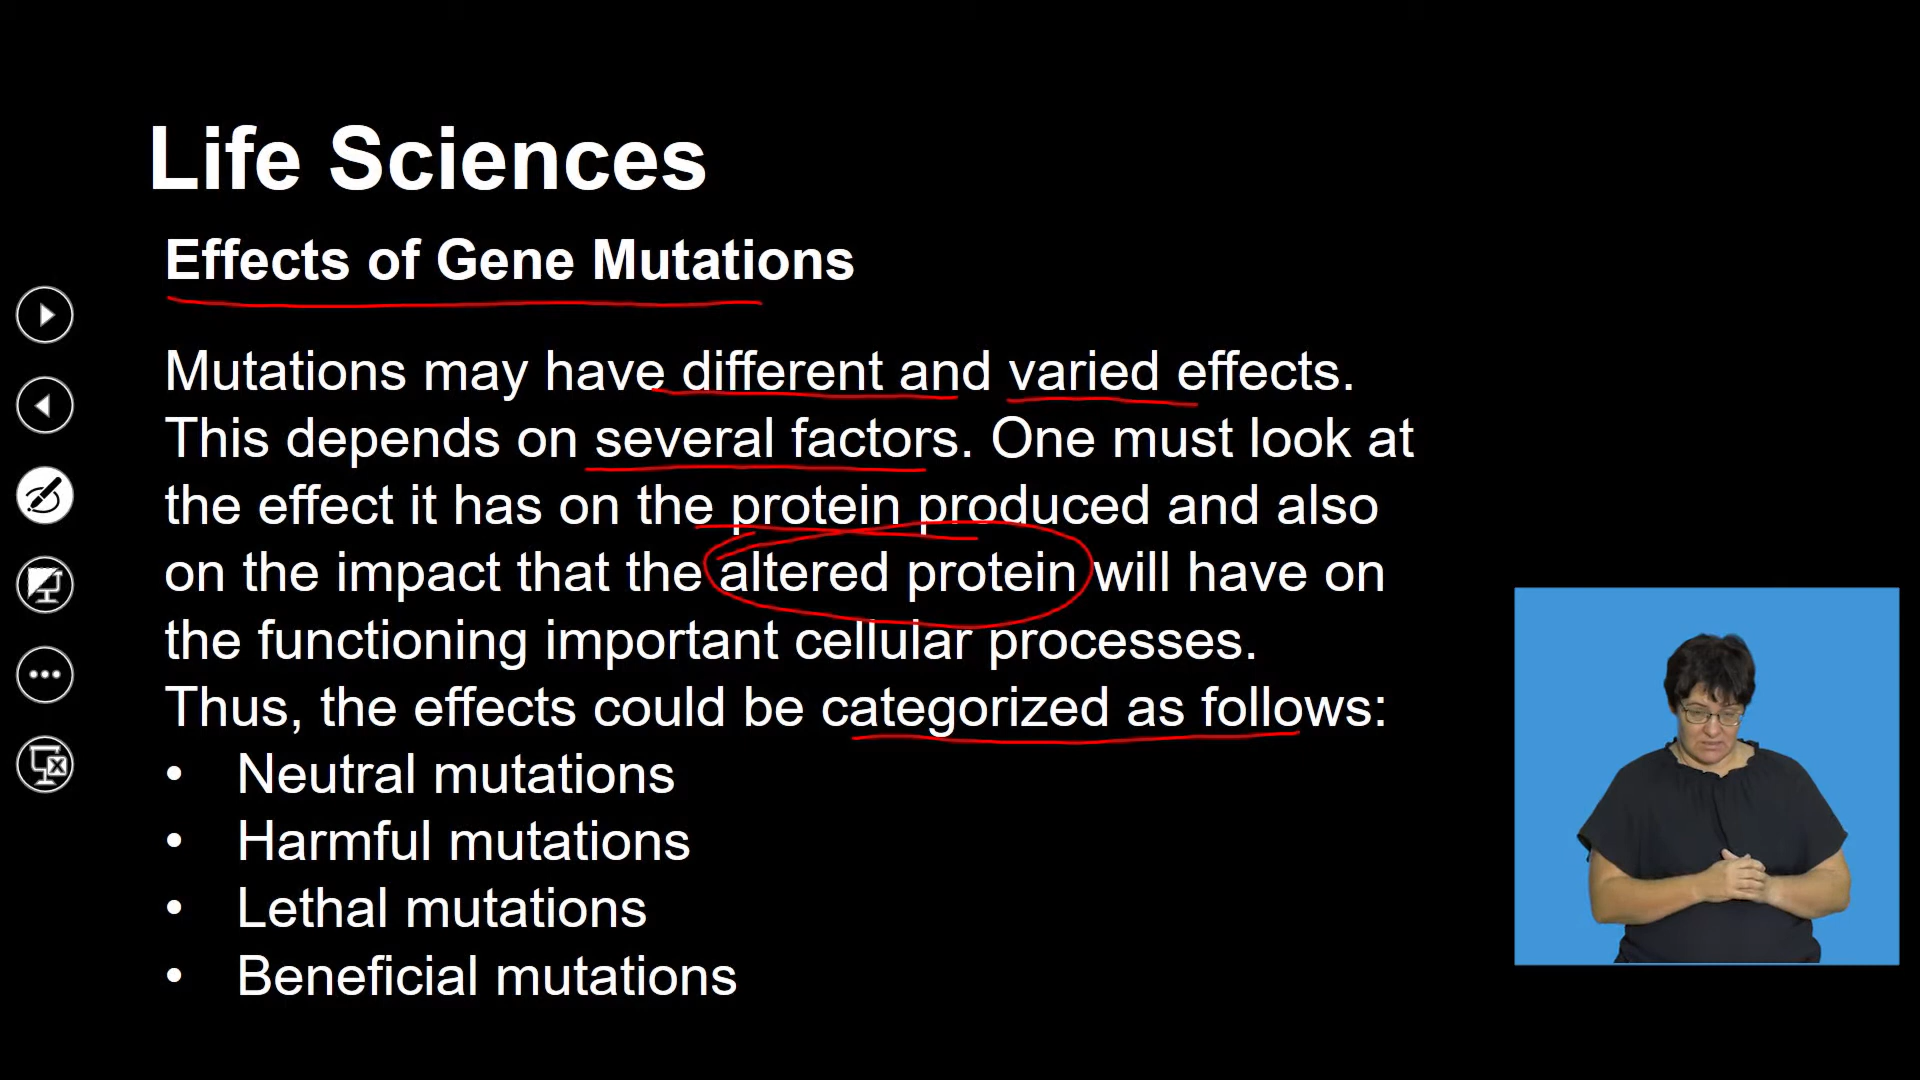 Life Sciences
Effects of Gene Mutations
Mutations may have different and varied effects.
This depends on several factors. One must look at
the effect it has on the protein produced and also
on the impact that the altered protein will have on
the functioning important cellular processes.
Thus, the effects could be categorized as follows:
• Neutral mutations
• Harmful mutations
• Lethal mutations
• Beneficial mutations